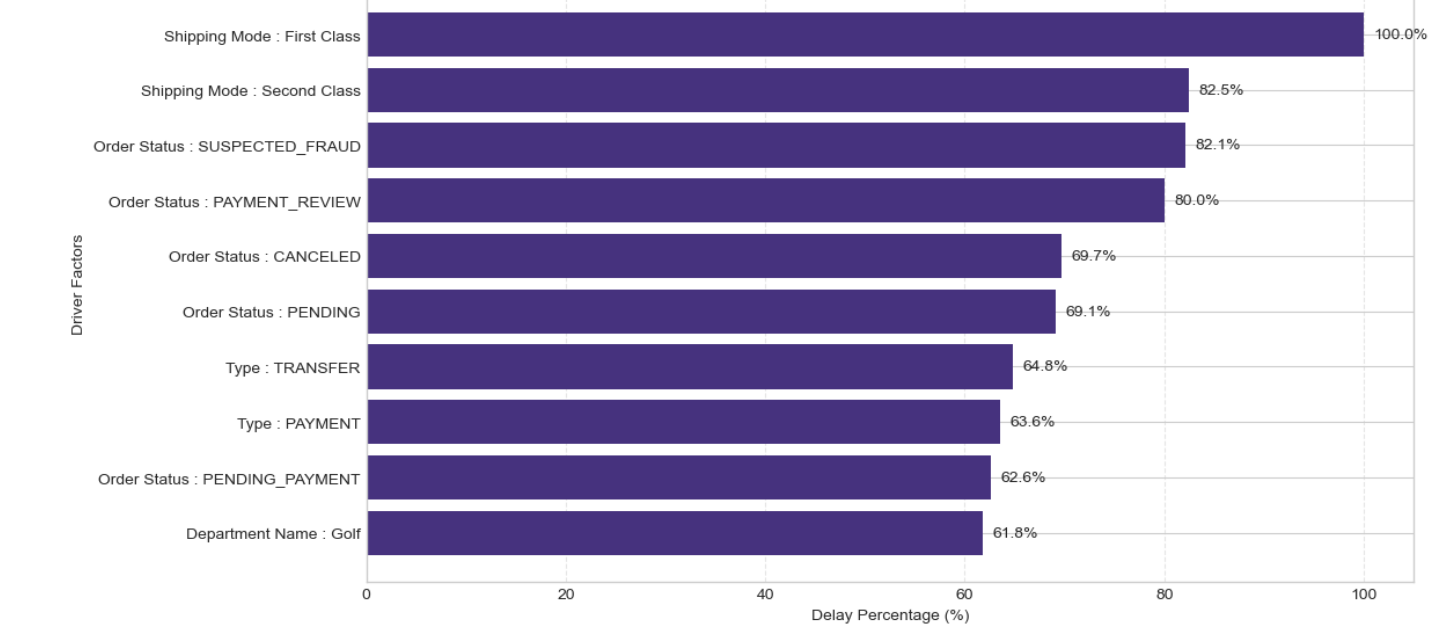 Shipping Mode : First Class 100.0%
Shipping Mode : Second Class 82.5%
Order Status : SUSPECTED_FRAUD 82.1%
Order Status : PAYMENT_REVIEW 80.0%
Order Status : CANCELED 69.7%
Order Status : PENDING 69.1%
Type : TRANSFER 64.8%
Type : PAYMENT 63.6%
Order Status : PENDING_PAYMENT 62.6%
Department Name : Golf 61.8%
Driver Factors
0 20 40 60 80 100
Delay Percentage (%)